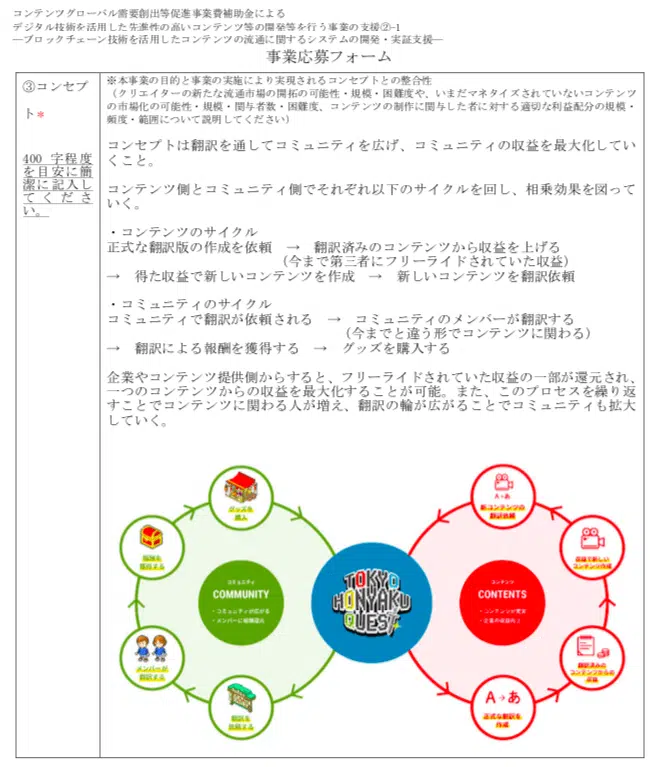 コンテンツグローバル需要創出等促進事業費補助金による
デジタル技術を活用した先進性の高いコンテンツ等の開発等を行う事業の支援②-1
―ブロックチェーン技術を活用したコンテンツの流通に関するシステムの開発・実証支援―
事業応募フォーム
③コンセプ
ト*
400 字程度
を目安に簡
潔に記入し
てくださ
い。
※本事業の目的と事業の実施により実現されるコンセプトとの整合性
（クリエイターの新たな流通市場の開拓の可能性・規模・困難度や、いまだマネタイズされていないコンテンツ
の市場化の可能性・規模・関与者数・困難度、コンテンツの制作に関与した者に対する適切な利益配分の規模・
頻度・範囲について説明してください）
コンセプトは翻訳を通してコミュニティを広げ、コミュニティの収益を最大化してい
くこと。
コンテンツ側とコミュニティ側でそれぞれ以下のサイクルを回し、相乗効果を図って
いく。
・コンテンツのサイクル
正式な翻訳版の作成を依頼 → 翻訳済みのコンテンツから収益を上げる
（今まで第三者にフリーライドされていた収益）
→ 得た収益で新しいコンテンツを作成 → 新しいコンテンツを翻訳依頼
・コミュニティのサイクル
コミュニティで翻訳が依頼される → コミュニティのメンバーが翻訳する
（今までと違う形でコンテンツに関わる）
→ 翻訳による報酬を獲得する → グッズを購入する
企業やコンテンツ提供側からすると、フリーライドされていた収益の一部が還元され、
一つのコンテンツからの収益を最大化することが可能。また、このプロセスを繰り返
すことでコンテンツに関わる人が増え、翻訳の輪が広がることでコミュニティも拡大
していく。
グッズを
購入
報酬を
獲得する
メンバーが
翻訳する
翻訳を
依頼する
コミュニティ
COMMUNITY
・コミュニティが広がる
・メンバーに報酬還元
TOKYO
HONYAKU
QUEST
コンテンツ
CONTENTS
・コンテンツが充実
・企業の収益向上
A→あ
新コンテンツの
翻訳依頼
収益で新しい
コンテンツ作成
翻訳済みの
コンテンツからの
収益
A→あ
正式な翻訳を
作成